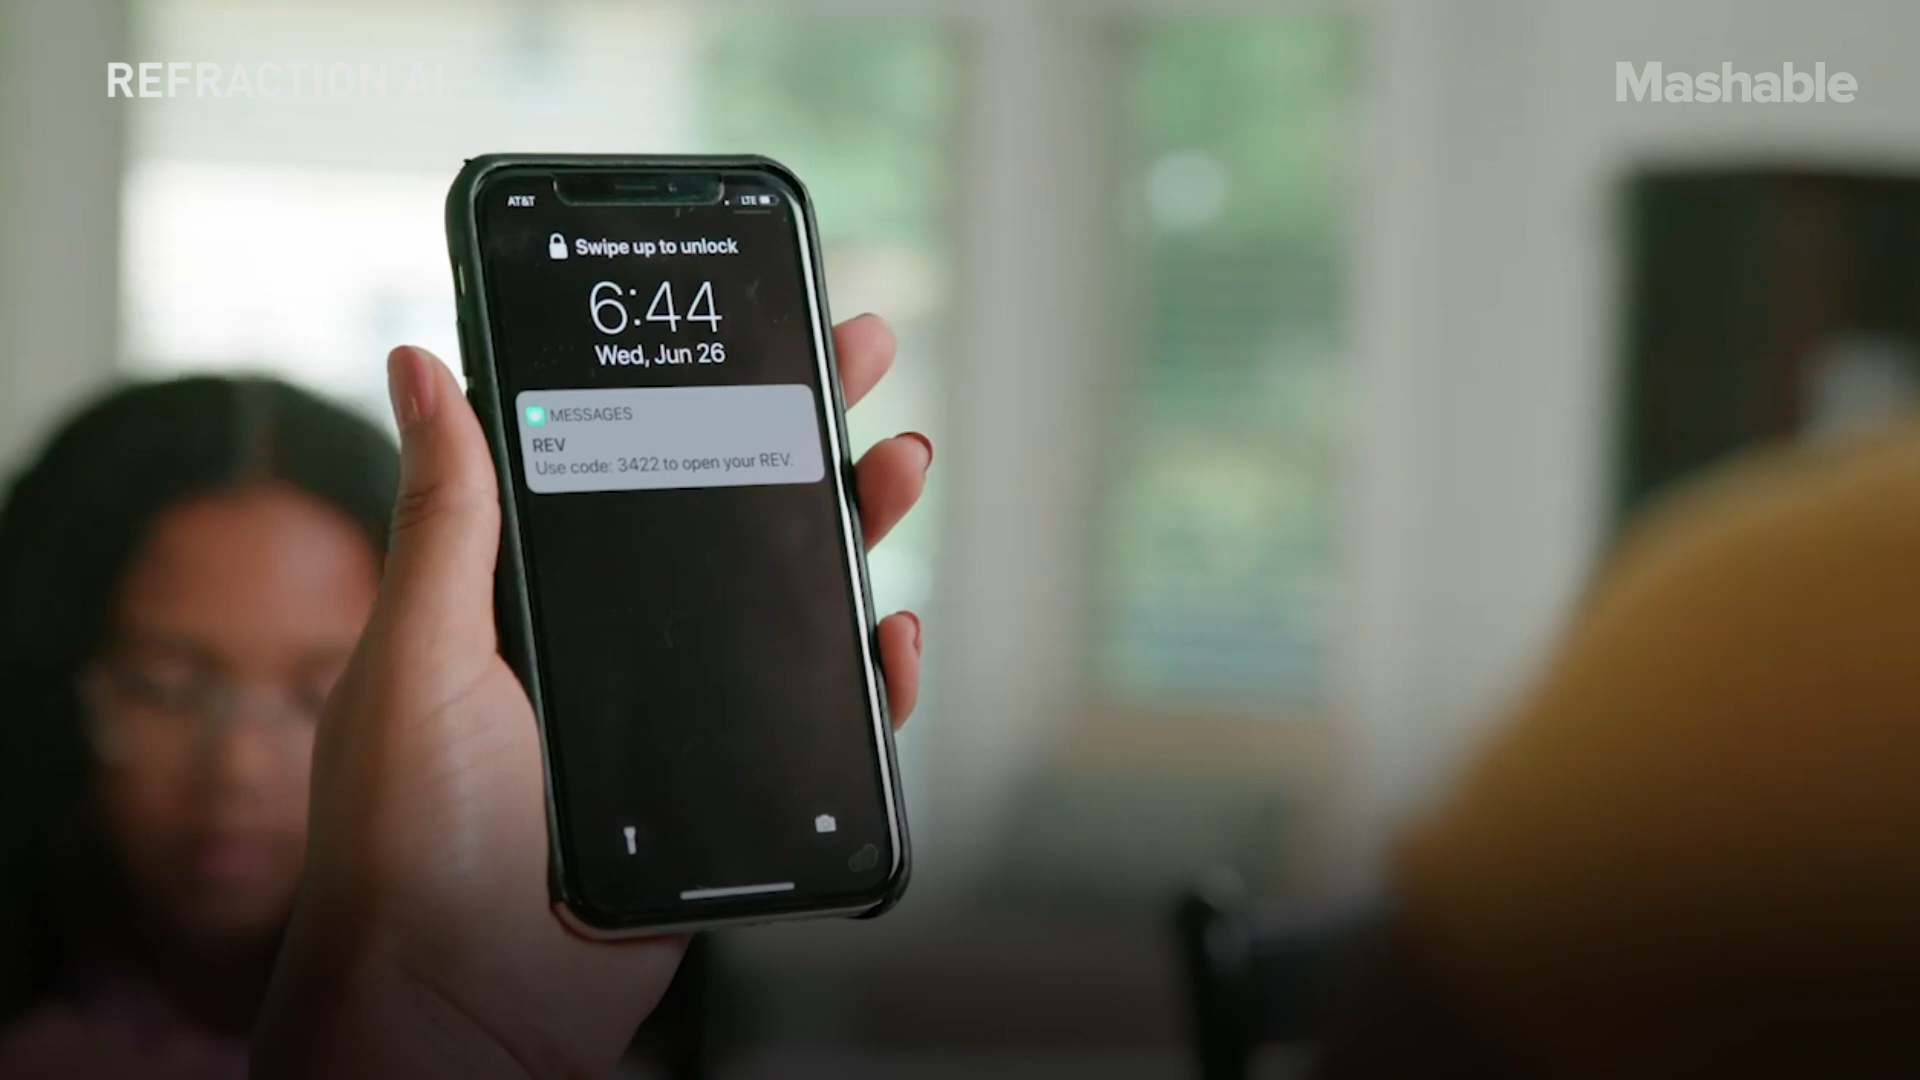 REFRACTION AI
Mashable
AT&T
LTE
Swipe up to unlock
6:44
Wed, Jun 26
MESSAGES
REV
Use code: 3422 to open your REV.